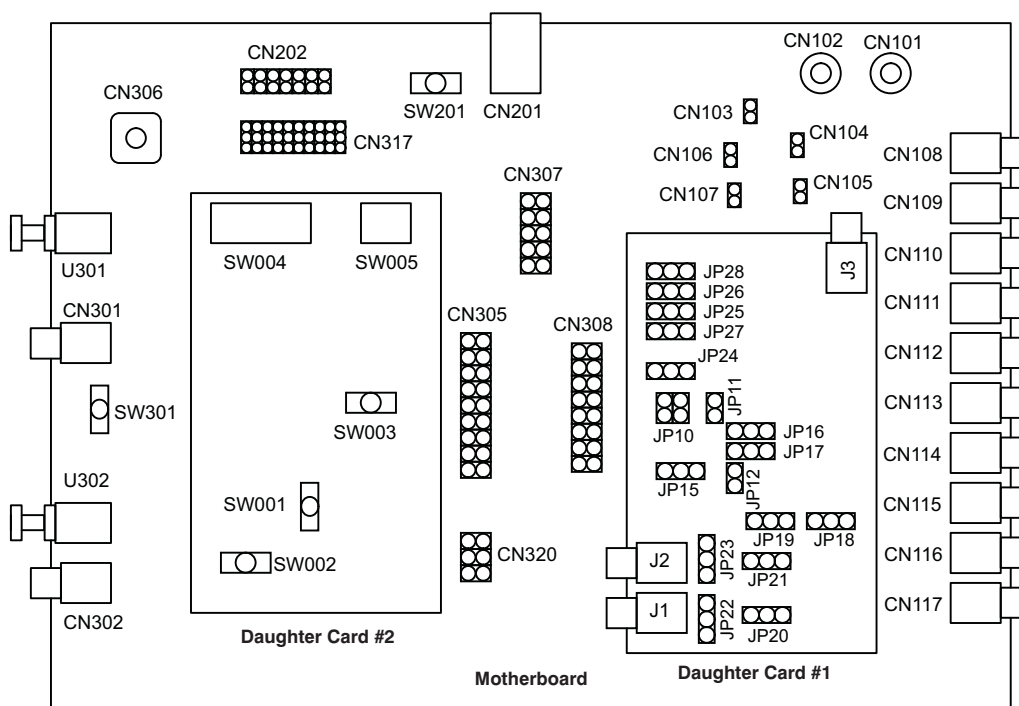 CN202
CN102
CN101
CN306
SW201
CN201
CN103
CN104
CN317
CN106
CN108
CN307
CN107
CN105
CN109
U301
SW004
SW005
J3
CN110
JP28
JP26
CN301
CN305
CN308
JP25
CN111
JP27
JP24
CN112
SW301
SW003
JP10
JP11
JP16
CN113
JP17
CN114
U302
SW001
JP15
JP12
CN115
JP19
JP18
SW002
CN320
J2
JP23
JP21
CN116
CN302
J1
JP22
JP20
CN117
Daughter Card #2
Motherboard
Daughter Card #1